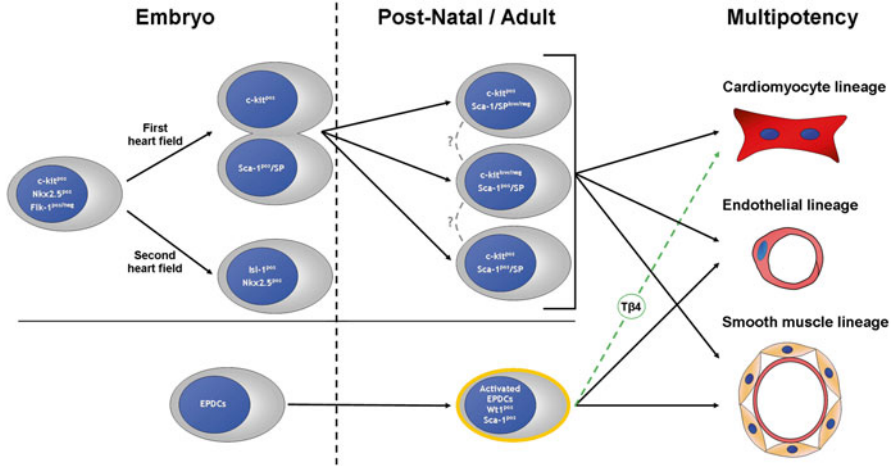 Embryo
Post-Natal / Adult
Multipotency
c-kitpos
Sca-1pos/SP
First
heart field
c-kitpos
Nkx2.5pos
Flk-1pos/neg
Second
heart field
Isl-1pos
Nkx2.5pos
c-kitpos
Sca-1/SPlow/neg
?
c-kitlow/neg
Sca-1pos/SP
?
c-kitpos
Sca-1pos/SP
Cardiomyocyte lineage
Endothelial lineage
Tβ4
Smooth muscle lineage
EPDCs
Activated
EPDCs
Wt1pos
Sca-1pos